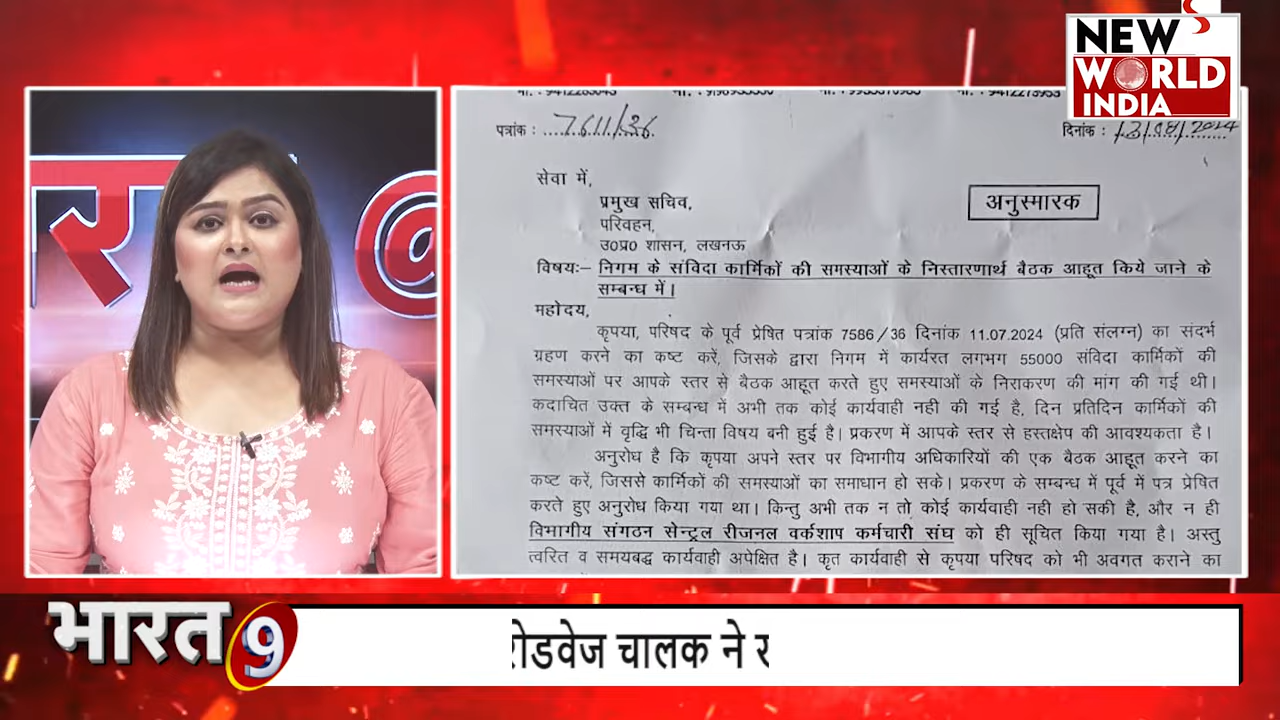 NEW
WORLD
INDIA
पत्रांक : 7611/36
दिनांक : 13/08/2024
सेवा में,
अनुस्मारक
प्रमुख सचिव,
परिवहन,
उ०प्र० शासन, लखनऊ
विषयः– निगम के संविदा कार्मिकों की समस्याओं के निस्तारणार्थ बैठक आहूत किये जाने के
सम्बन्ध में।
महोदय,
कृपया, परिषद के पूर्व प्रेषित पत्रांक 7586/36 दिनांक 11.07.2024 (प्रति संलग्न) का संदर्भ
ग्रहण करने का कष्ट करें, जिसके द्वारा निगम में कार्यरत लगभग 55000 संविदा कार्मिकों की
समस्याओं पर आपके स्तर से बैठक आहूत करते हुए समस्याओं के निराकरण की मांग की गई थी।
कदाचित उक्त के सम्बन्ध में अभी तक कोई कार्यवाही नही की गई है, दिन प्रतिदिन कार्मिकों की
समस्याओं में वृद्धि भी चिन्ता विषय बनी हुई है। प्रकरण में आपके स्तर से हस्तक्षेप की आवश्यकता है।
अनुरोध है कि कृपया अपने स्तर पर विभागीय अधिकारियों की एक बैठक आहूत करने का
कष्ट करें, जिससे कार्मिकों की समस्याओं का समाधान हो सके। प्रकरण के सम्बन्ध में पूर्व में पत्र प्रेषित
करते हुए अनुरोध किया गया था। किन्तु अभी तक न तो कोई कार्यवाही नही हो सकी है, और न ही
विभागीय संगठन सेन्ट्रल रीजनल वर्कशाप कर्मचारी संघ को ही सूचित किया गया है। अस्तु
त्वरित व समयबद्ध कार्यवाही अपेक्षित है। कृत कार्यवाही से कृपया परिषद को भी अवगत कराने का
भारत 9
रोडवेज चालक ने